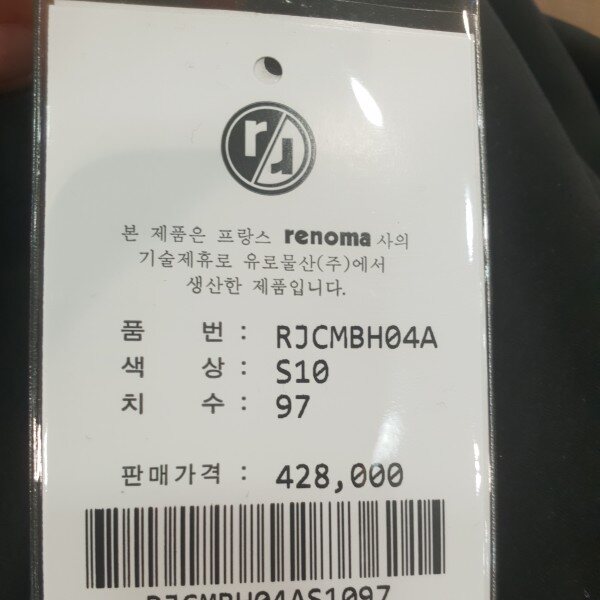 본 제품은 프랑스 renoma 사의
기술제휴로 유로물산(주)에서
생산한 제품입니다.
품 번 : RJCMBH04A
색 상 : S10
치 수 : 97
판매가격 : 428,000
RJCMBH04AS1097